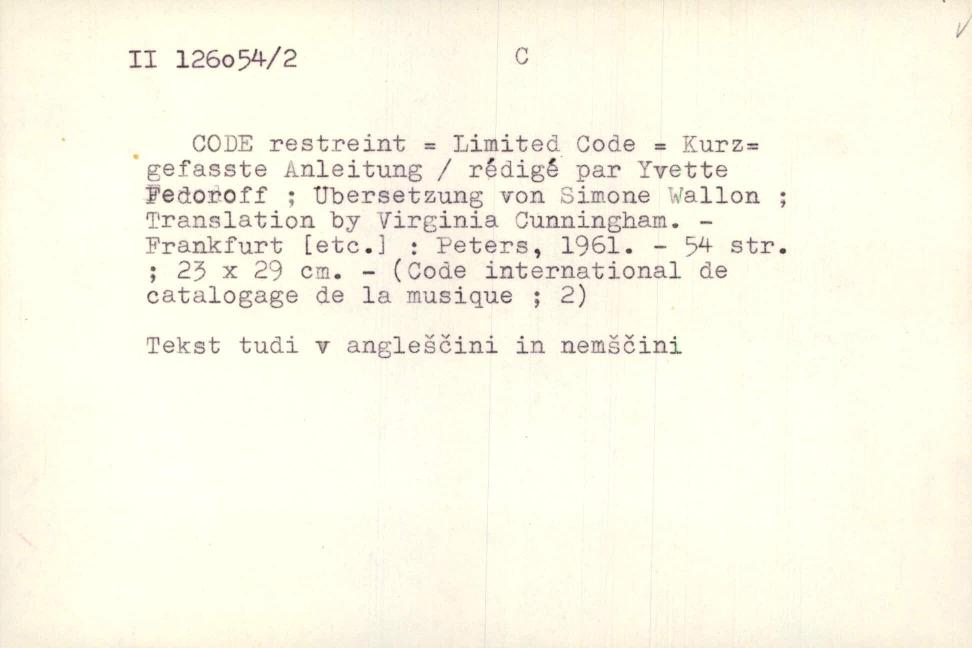 II 126o54/2 C
CODE restreint = Limited Code = Kurz=
gefasste Anleitung / rédigé par Yvette
Fedoroff ; Übersetzung von Simone Wallon ;
Translation by Virginia Cunningham. -
Frankfurt [etc.] : Peters, 1961. - 54 str.
; 23 x 29 cm. - (Code international de
catalogage de la musique ; 2)
Tekst tudi v angleščini in nemščini